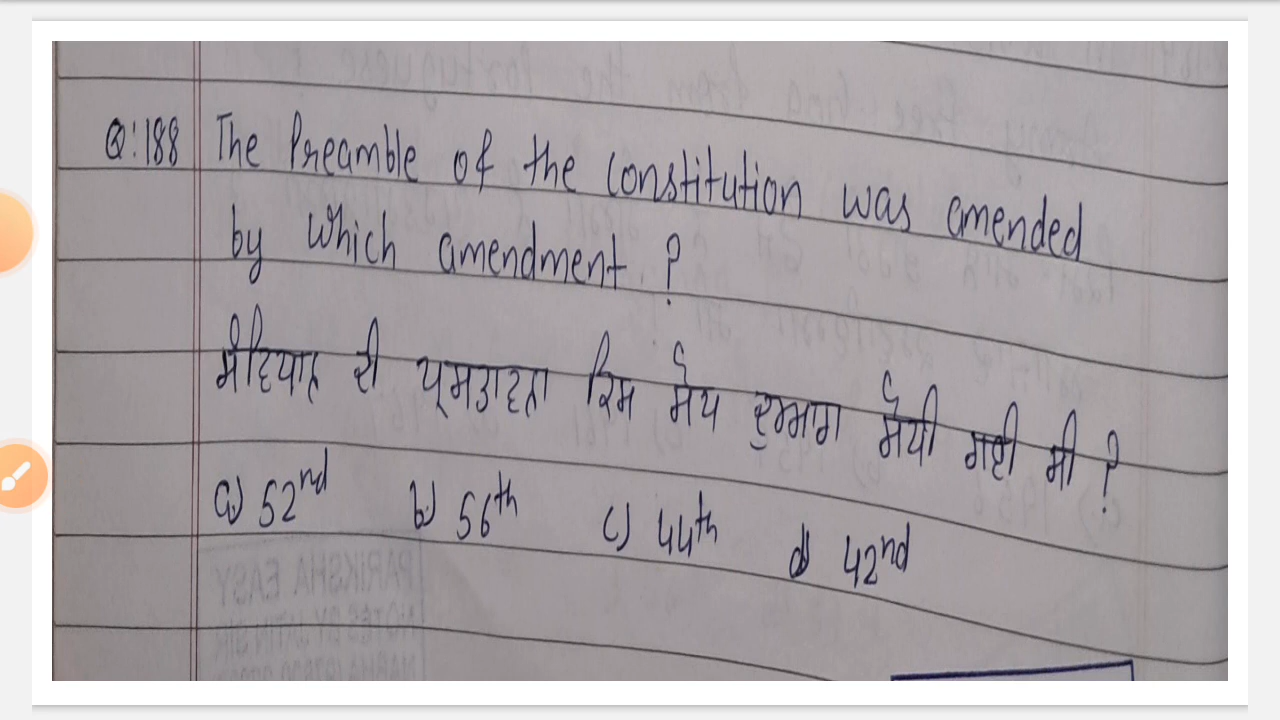 Q:188 The Preamble of the constitution was amended
by which amendment ?
ਸੰਵਿਧਾਨ ਦੀ ਪ੍ਰਸਤਾਵਨਾ ਕਿਸ ਸੋਧ ਦੁਆਰਾ ਸੋਧੀ ਗਈ ਸੀ ?
a) 52nd b) 56th c) 44th d) 42nd